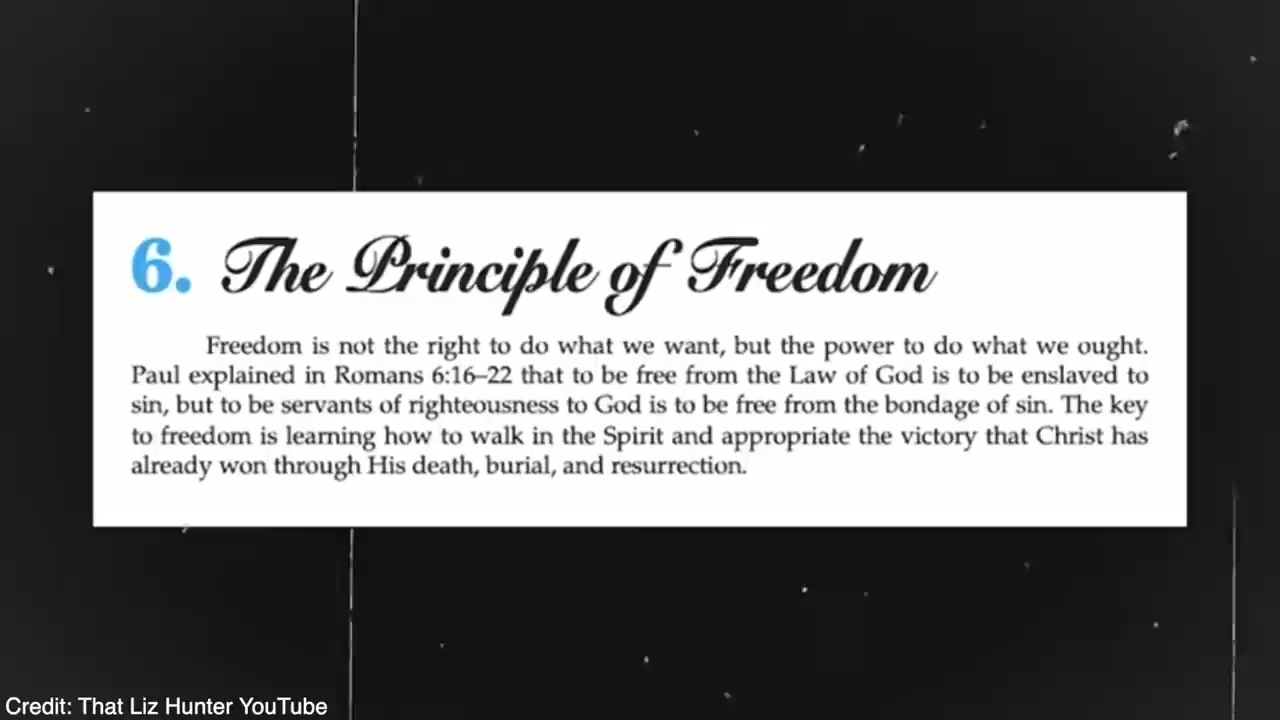 6. The Principle of Freedom
Freedom is not the right to do what we want, but the power to do what we ought.
Paul explained in Romans 6:16–22 that to be free from the Law of God is to be enslaved to
sin, but to be servants of righteousness to God is to be free from the bondage of sin. The key
to freedom is learning how to walk in the Spirit and appropriate the victory that Christ has
already won through His death, burial, and resurrection.
Credit: That Liz Hunter YouTube